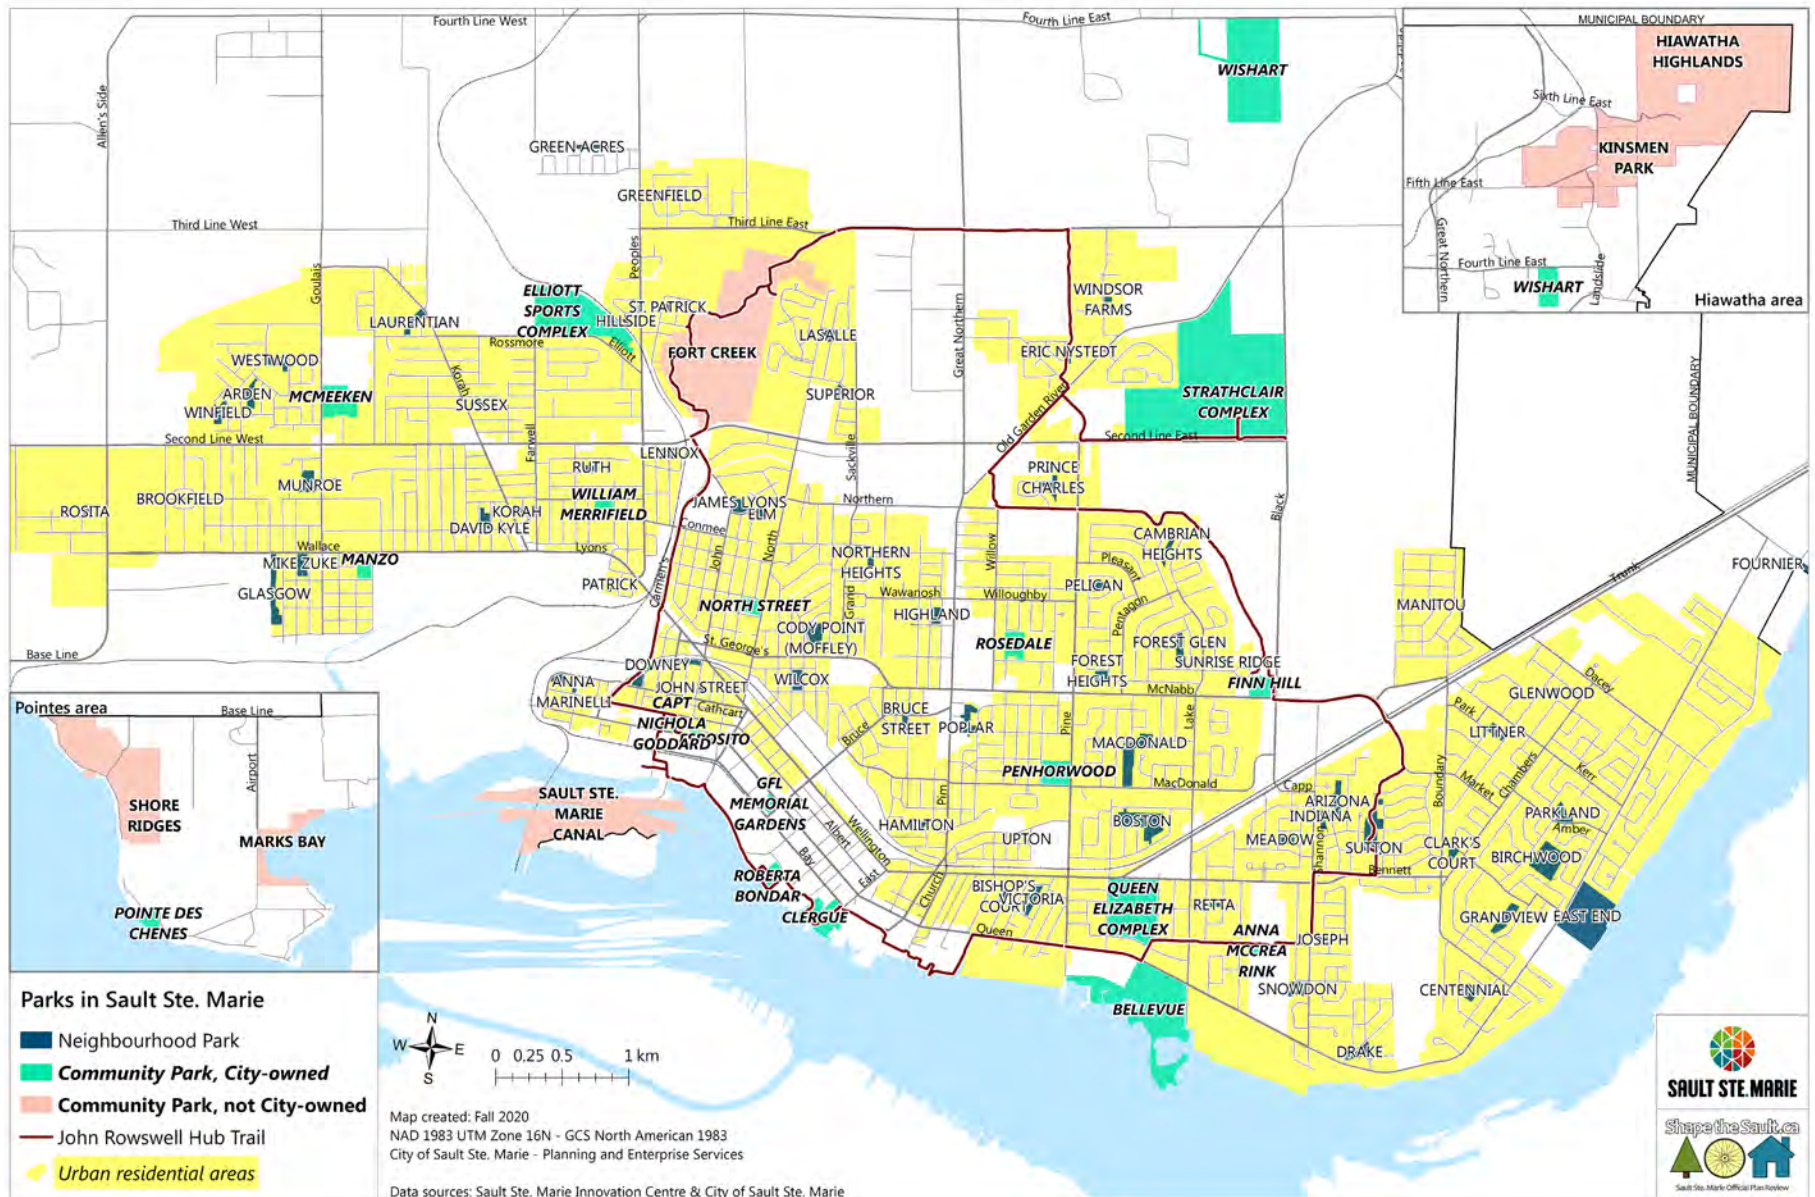 Fourth Line West
Fourth Line East
WISHART
Allen's Side
GREEN ACRES
GREENFIELD
Third Line West
Third Line East
Peoples
Goulais
ELLIOTT
SPORTS
COMPLEX
ST. PATRICK
HILLSIDE
LAURENTIAN
Rossmore
Elliott
FORT CREEK
LASALLE
Great Northern
WINDSOR
FARMS
ERIC NYSTEDT
WESTWOOD
ARDEN
MCMEEKEN
WINFIELD
Korah
SUSSEX
SUPERIOR
STRATHCLAIR
COMPLEX
Old Garden River
Second Line West
Second Line East
Farwell
LENNOX
Sackville
RUTH
MUNROE
BROOKFIELD
ROSITA
WILLIAM
MERRIFIELD
KORAH
DAVID KYLE
JAMES LYONS
ELM
Northern
PRINCE
CHARLES
Black
Conmee
John
North
Wallace
Lyons
MIKE ZUKE
MANZO
GLASGOW
PATRICK
Carmen's
NORTHERN
HEIGHTS
Grand
Willow
CAMBRIAN
HEIGHTS
Pleasant
PELICAN
Pentagon
Wawanosh
Willoughby
NORTH STREET
HIGHLAND
CODY POINT
(MOFFLEY)
St. George's
ROSEDALE
FOREST GLEN
SUNRISE RIDGE
FOREST
HEIGHTS
McNabb
FINN HILL
MANITOU
FOURNIER
Trunk
MUNICIPAL BOUNDARY
Base Line
DOWNEY
ANNA
MARINELLI
JOHN STREET
CAPT
NICHOLA
GODDARD
Cathcart
WILCOX
BRUCE
STREET
Bruce
POPLAR
Pine
Lake
MACDONALD
PENHORWOOD
MacDonald
Dacey
GLENWOOD
Park
LITTNER
Boundary
Market
Chambers
Kerr
Capp
ARIZONA
INDIANA
PARKLAND
Amber
SAULT STE.
MARIE
CANAL
GFL
MEMORIAL
GARDENS
Albert
Wellington
Bay
East
Pim
HAMILTON
UPTON
BOSTON
MEADOW
Shannon
SUTTON
Bennett
CLARK'S
COURT
BIRCHWOOD
ROBERTA
BONDAR
CLERGUE
Church
BISHOP'S
COURT
VICTORIA
QUEEN
ELIZABETH
COMPLEX
RETTA
Queen
ANNA
MCCREA
RINK
JOSEPH
GRANDVIEW
EAST END
BELLEVUE
SNOWDON
CENTENNIAL
DRAKE
MUNICIPAL BOUNDARY
HIAWATHA
HIGHLANDS
Sixth Line East
KINSMEN
PARK
Fifth Line East
Great Northern
Fourth Line East
Landslide
WISHART
Hiawatha area
Pointes area
Base Line
Airport
SHORE
RIDGES
MARKS BAY
POINTE DES
CHENES
Parks in Sault Ste. Marie
Neighbourhood Park
Community Park, City-owned
Community Park, not City-owned
John Rowswell Hub Trail
Urban residential areas
N
W
E
S
0 0.25 0.5 1 km
Map created: Fall 2020
NAD 1983 UTM Zone 16N - GCS North American 1983
City of Sault Ste. Marie - Planning and Enterprise Services
Data sources: Sault Ste. Marie Innovation Centre & City of Sault Ste. Marie
SAULT STE. MARIE
ShapetheSault.ca
Sault Ste. Marie Official Plan Review